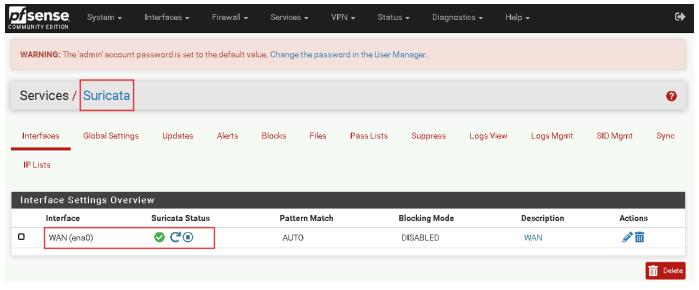 pfsense System Interfaces Firewall Services VPN Status Diagnostics Help
COMMUNITY EDITION
WARNING: The 'admin' account password is set to the default value. Change the password in the User Manager.
Services / Suricata
Interfaces Global Settings Updates Alerts Blocks Files Pass Lists Suppress Logs View Logs Mgmt SID Mgmt Sync
IP Lists
Interface Settings Overview
Interface Suricata Status Pattern Match Blocking Mode Description Actions
WAN (ena0) AUTO DISABLED WAN
Delete